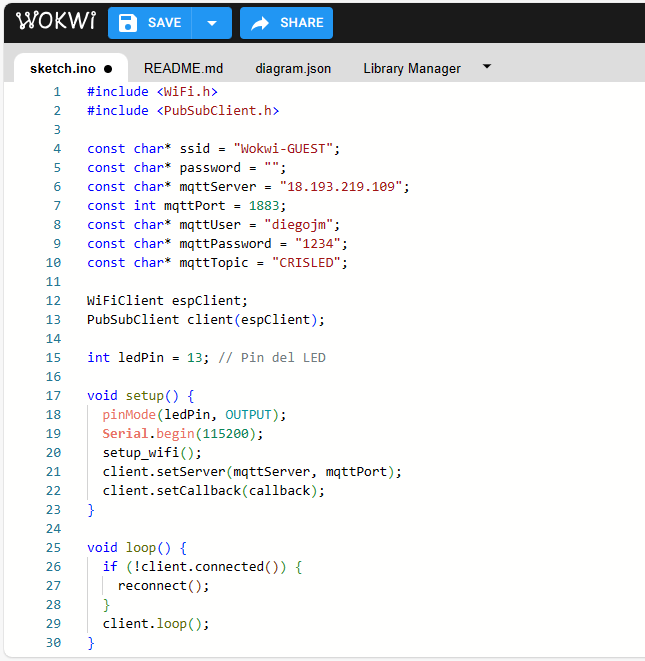 WOKWI SAVE SHARE
sketch.ino ● README.md diagram.json Library Manager
1 #include <WiFi.h>
2 #include <PubSubClient.h>
3
4 const char* ssid = "Wokwi-GUEST";
5 const char* password = "";
6 const char* mqttServer = "18.193.219.109";
7 const int mqttPort = 1883;
8 const char* mqttUser = "diegojm";
9 const char* mqttPassword = "1234";
10 const char* mqttTopic = "CRISLED";
11
12 WiFiClient espClient;
13 PubSubClient client(espClient);
14
15 int ledPin = 13; // Pin del LED
16
17 void setup() {
18   pinMode(ledPin, OUTPUT);
19   Serial.begin(115200);
20   setup_wifi();
21   client.setServer(mqttServer, mqttPort);
22   client.setCallback(callback);
23 }
24
25 void loop() {
26   if (!client.connected()) {
27     reconnect();
28   }
29   client.loop();
30 }